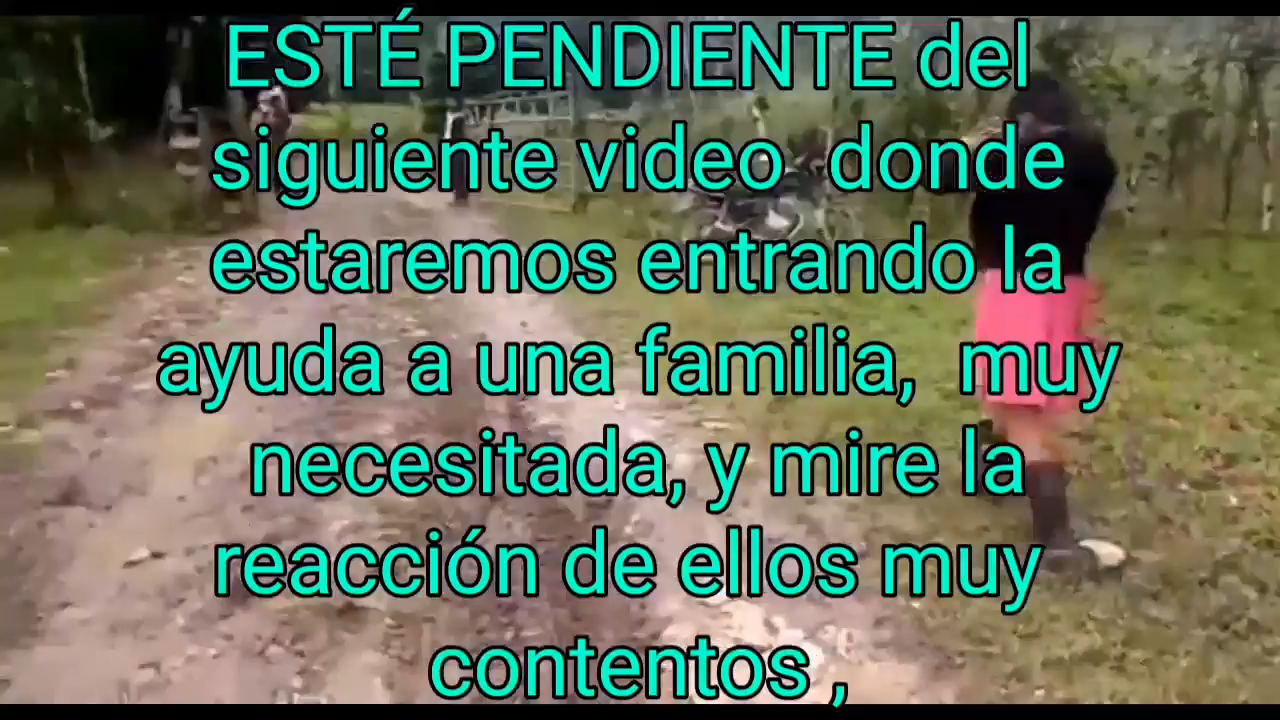 ESTÉ PENDIENTE del
siguiente video donde
estaremos entrando la
ayuda a una familia, muy
necesitada, y mire la
reacción de ellos muy
contentos ,